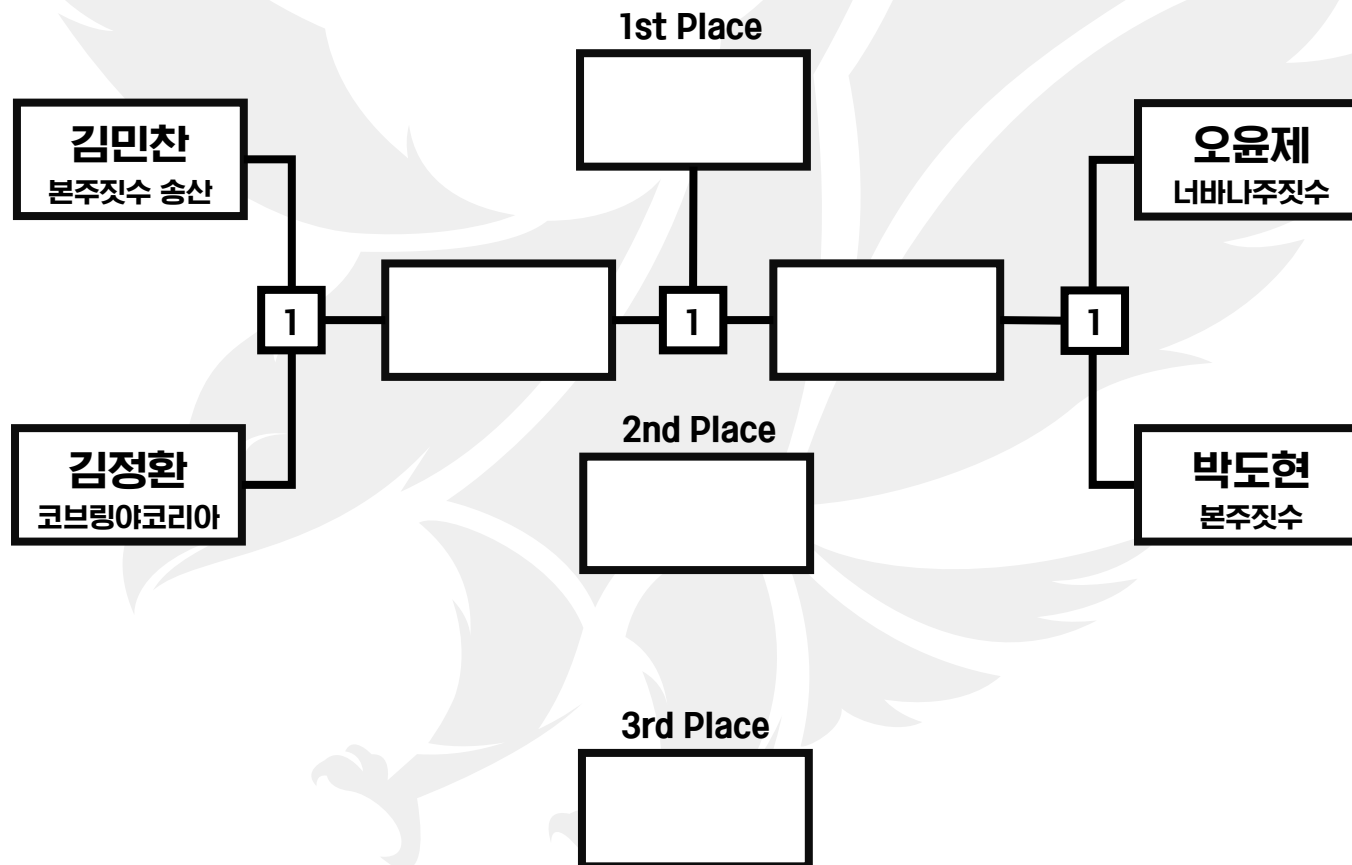 1st Place
김민찬
본주짓수 송산
오윤제
너바나주짓수
1
1
1
김정환
코브링야코리아
2nd Place
박도현
본주짓수
3rd Place